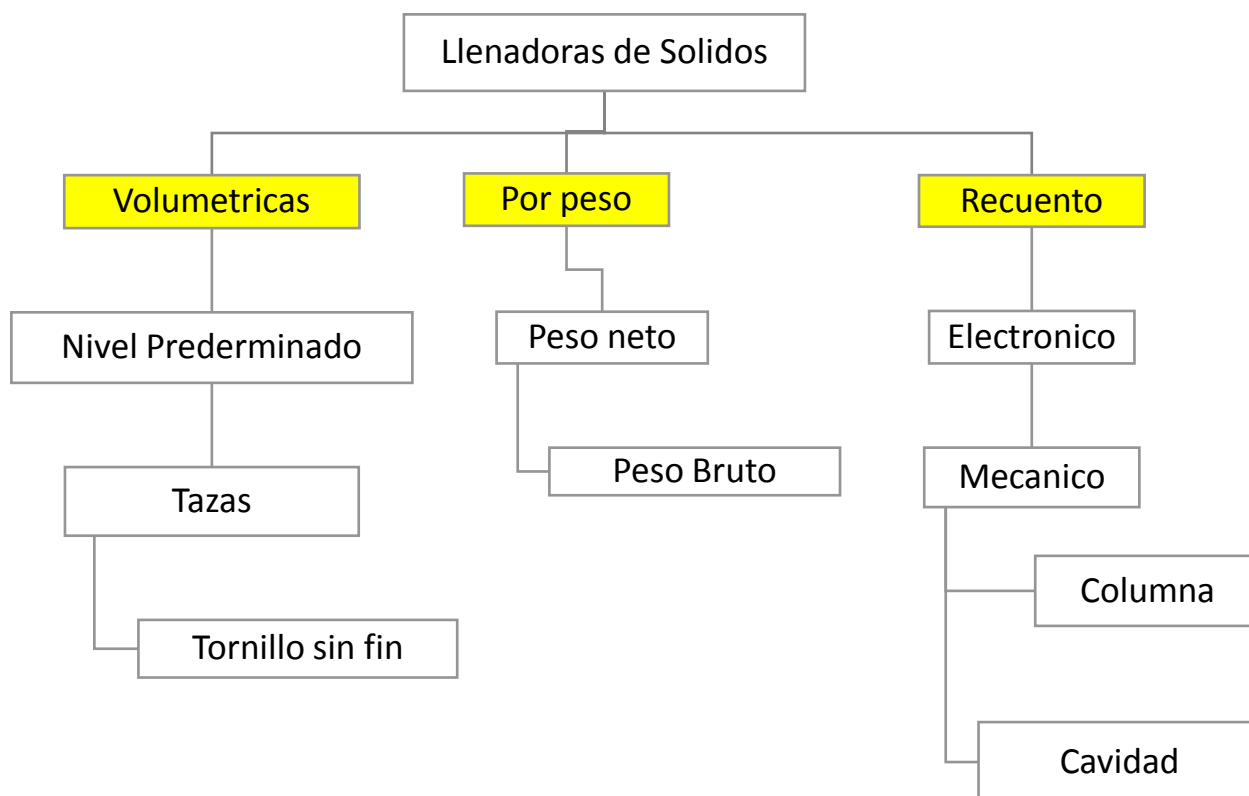 Llenadoras de Solidos
Volumetricas
Por peso
Recuento
Nivel Prederminado
Peso neto
Electronico
Tazas
Peso Bruto
Mecanico
Columna
Tornillo sin fin
Cavidad